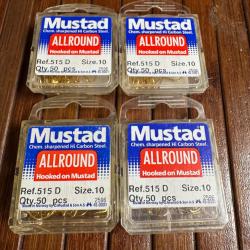 Mustad
Chem. sharpened Hi Carbon Steel.
ALLROUND
Hooked on Mustad
Ref.515 D Size.10
Qty.50 pcs
Mustad
Chem. sharpened Hi Carbon Steel.
ALLROUND
Hooked on Mustad
Ref.515 D Size.10
Qty.50 pcs
Mustad
Chem. sharpened Hi Carbon Steel.
ALLROUND
Hooked on Mustad
Ref.515 D Size.10
Qty.50 pcs
Mustad
Chem. sharpened Hi Carbon Steel.
ALLROUND
Hooked on Mustad
Ref.515 D Size.10
Qty.50 pcs